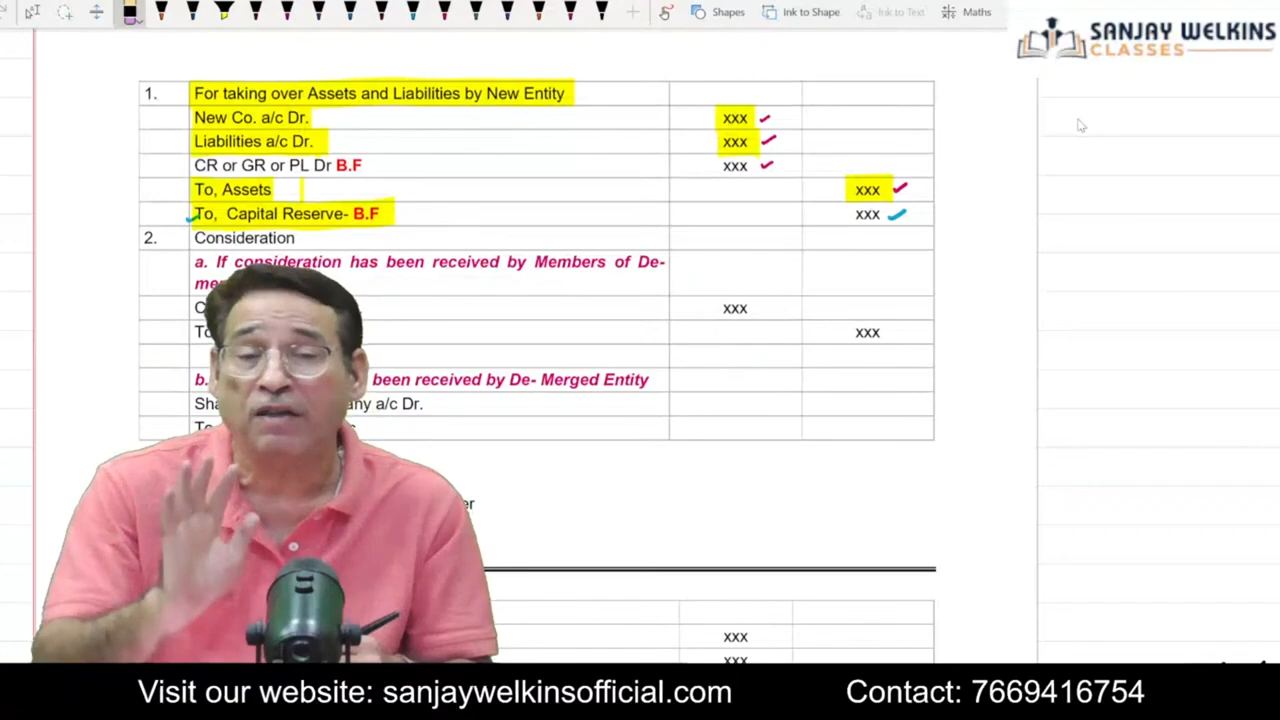 Shapes Ink to Shape Ink to Text Maths
SANJAY WELKINS
CLASSES
1. For taking over Assets and Liabilities by New Entity
New Co. a/c Dr. xxx
Liabilities a/c Dr. xxx
CR or GR or PL Dr B.F xxx
To, Assets xxx
To, Capital Reserve- B.F xxx
2. Consideration
a. If consideration has been received by Members of De-
xxx
xxx
b. been received by De- Merged Entity
a/c Dr.
xxx
xxx
Visit our website: sanjaywelkinsofficial.com Contact: 7669416754